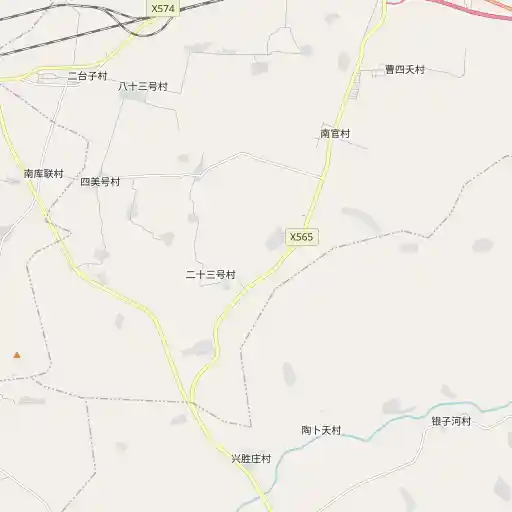 X574
二台子村
八十三号村
曹四夭村
南官村
南库联村
四美号村
X565
二十三号村
陶卜夭村
银子河村
兴胜庄村